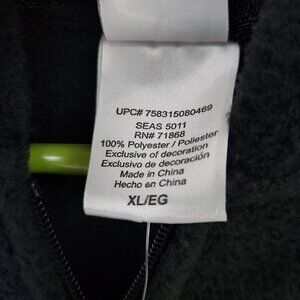 UPC# 758315080469
SEAS 5011
RN# 71868
100% Polyester / Poliester
Exclusive of decoration
Exclusivo de decoración
Made in China
Hecho en China
XL/EG